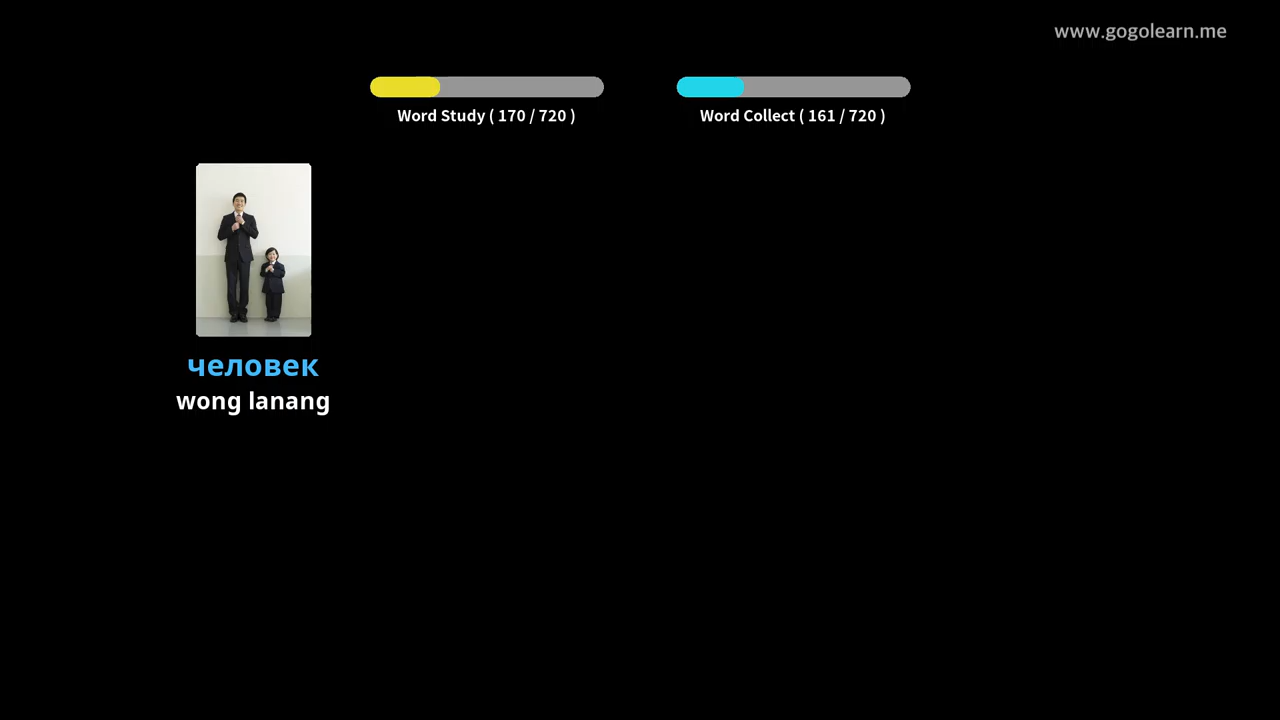 www.gogolearn.me
Word Study ( 170 / 720 )
Word Collect ( 161 / 720 )
человек
wong lanang